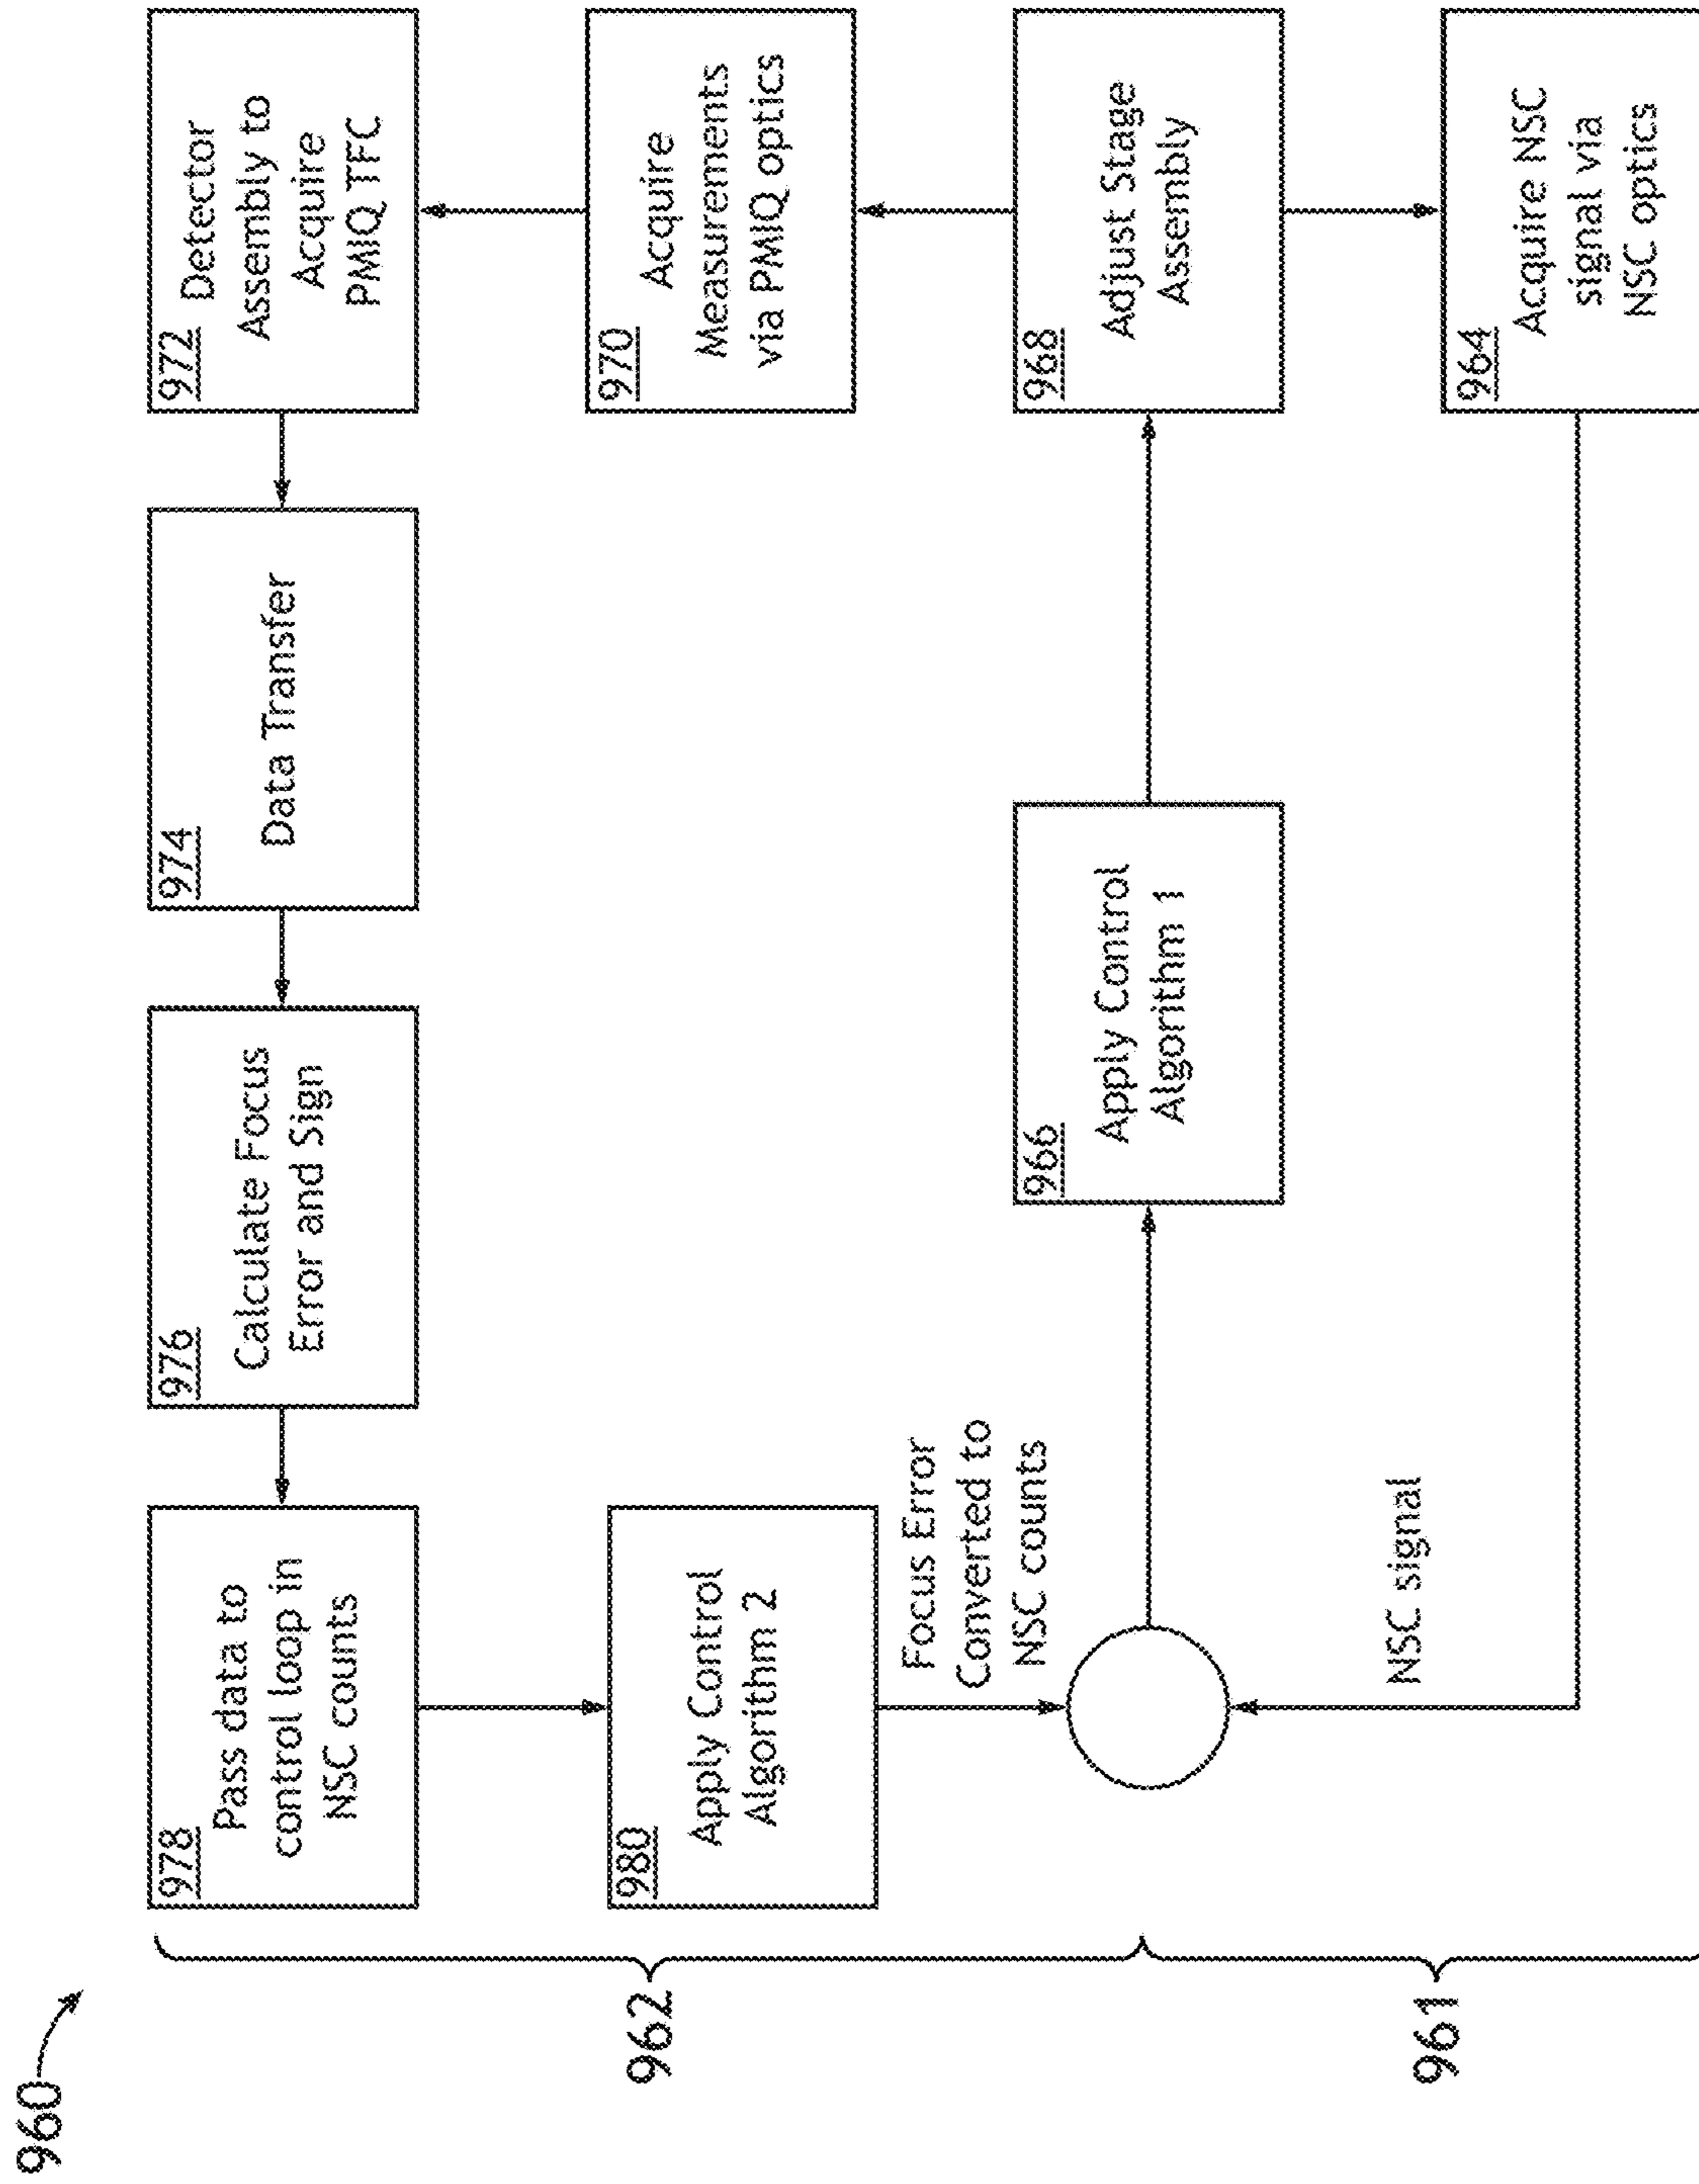 960
978
Pass data to
control loop in
NSC counts
976
Calculate Focus
Error and Sign
974
Data Transfer
972
Detector
Assembly to
Acquire
PMIQ TFC
962
980
Apply Control
Algorithm 2
970
Acquire
Measurements
via PMIQ optics
Focus Error
Converted to
NSC counts
966
Apply Control
Algorithm 1
968
Adjust Stage
Assembly
961
NSC signal
964
Acquire NSC
signal via
NSC optics